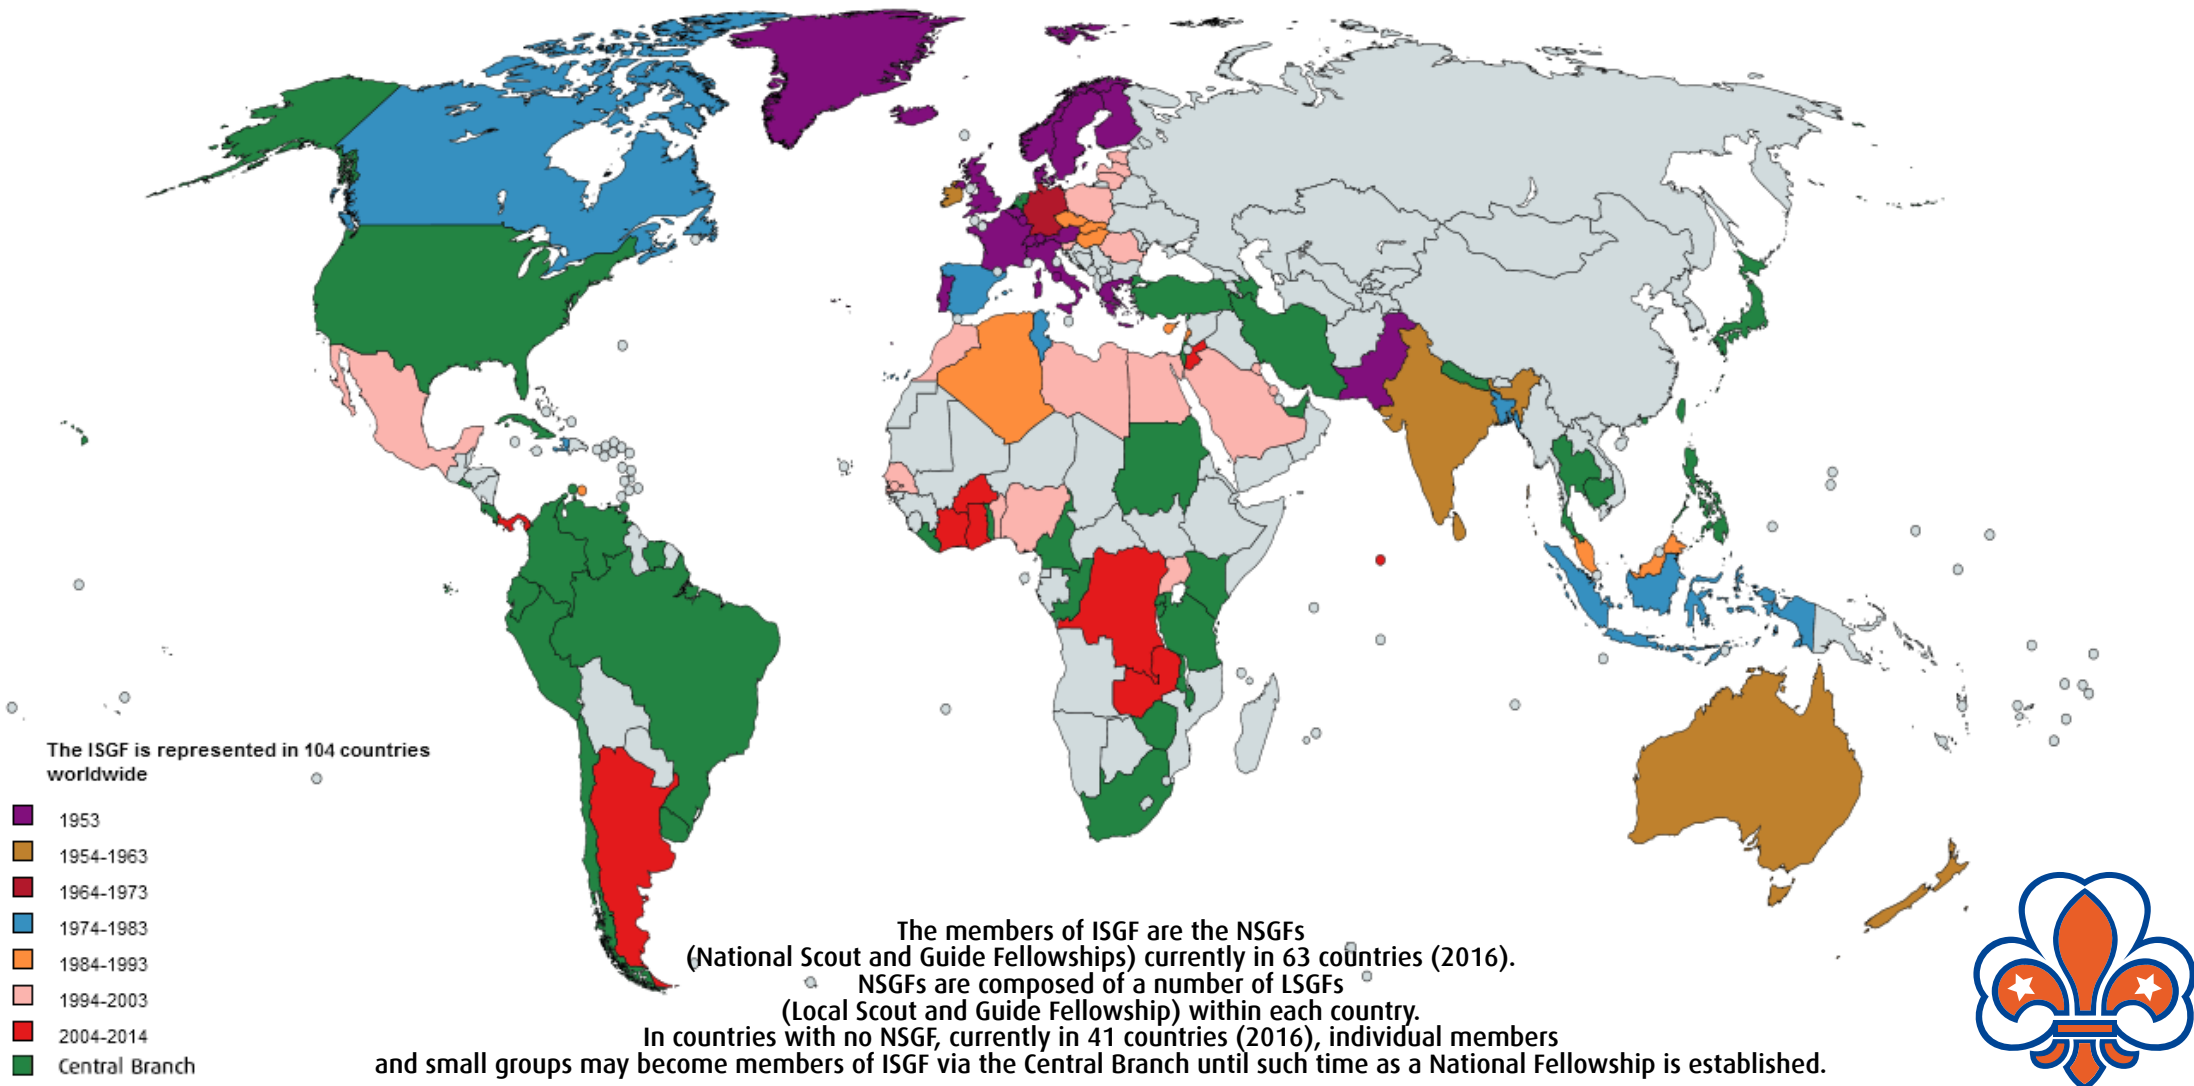 The ISGF is represented in 104 countries
worldwide
1953
1954-1963
1964-1973
1974-1983
1984-1993
1994-2003
2004-2014
Central Branch
The members of ISGF are the NSGFs
(National Scout and Guide Fellowships) currently in 63 countries (2016).
NSGFs are composed of a number of LSGFs
(Local Scout and Guide Fellowship) within each country.
In countries with no NSGF, currently in 41 countries (2016), individual members
and small groups may become members of ISGF via the Central Branch until such time as a National Fellowship is established.